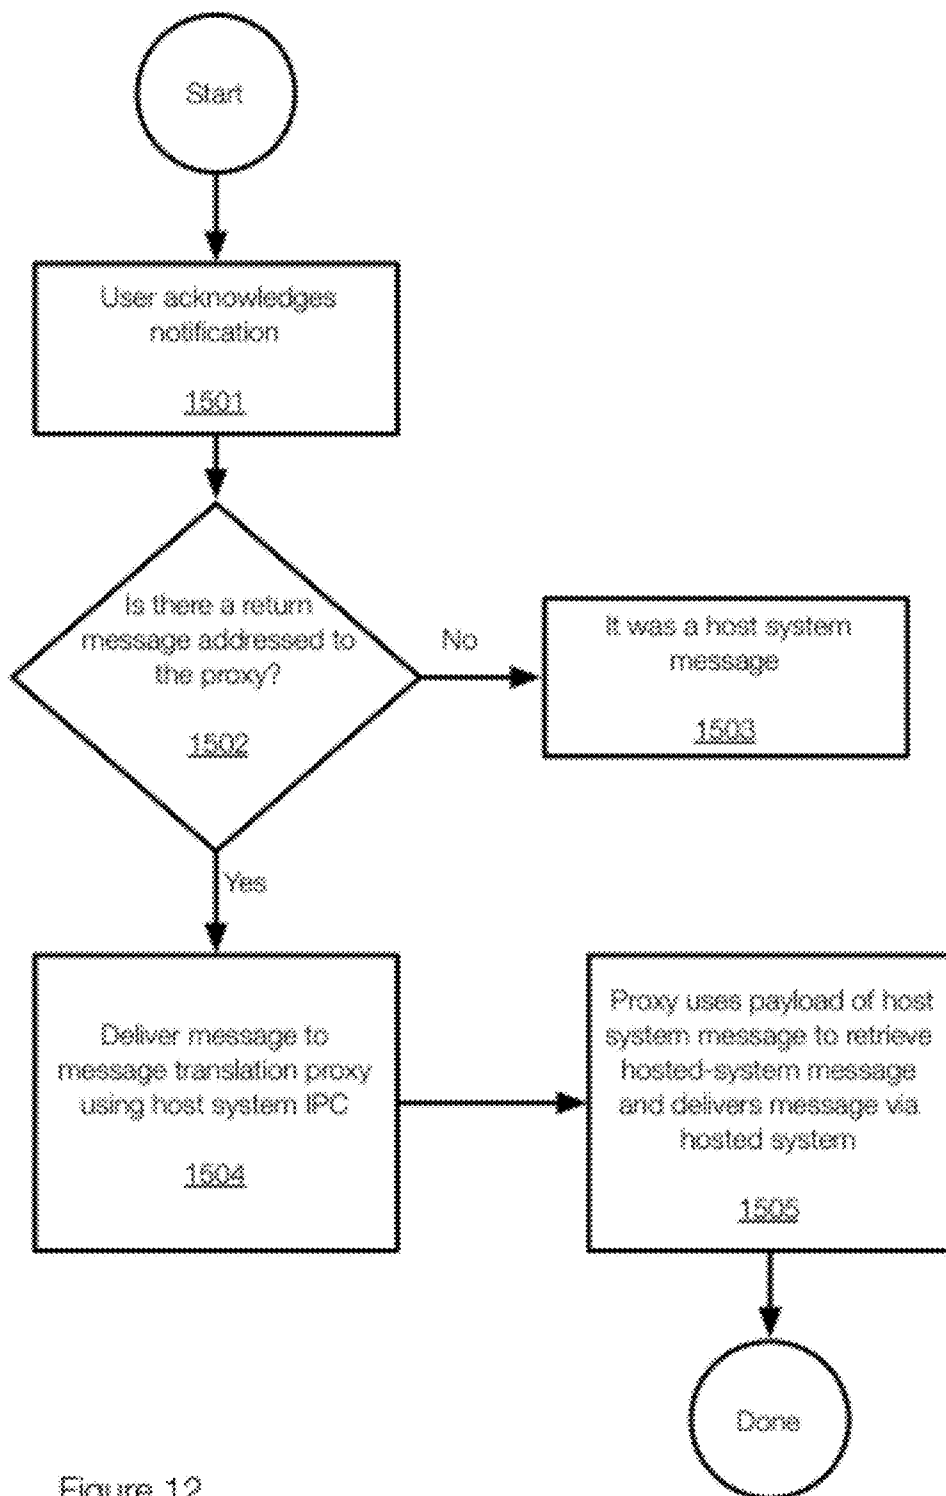 Start
User acknowledges
notification
1501
Is there a return
message addressed to
the proxy?
1502
No
It was a host system
message
1503
Yes
Deliver message to
message translation proxy
using host system IPC
1504
Proxy uses payload of host
system message to retrieve
hosted-system message
and delivers message via
hosted system
1505
Done
Figure 12